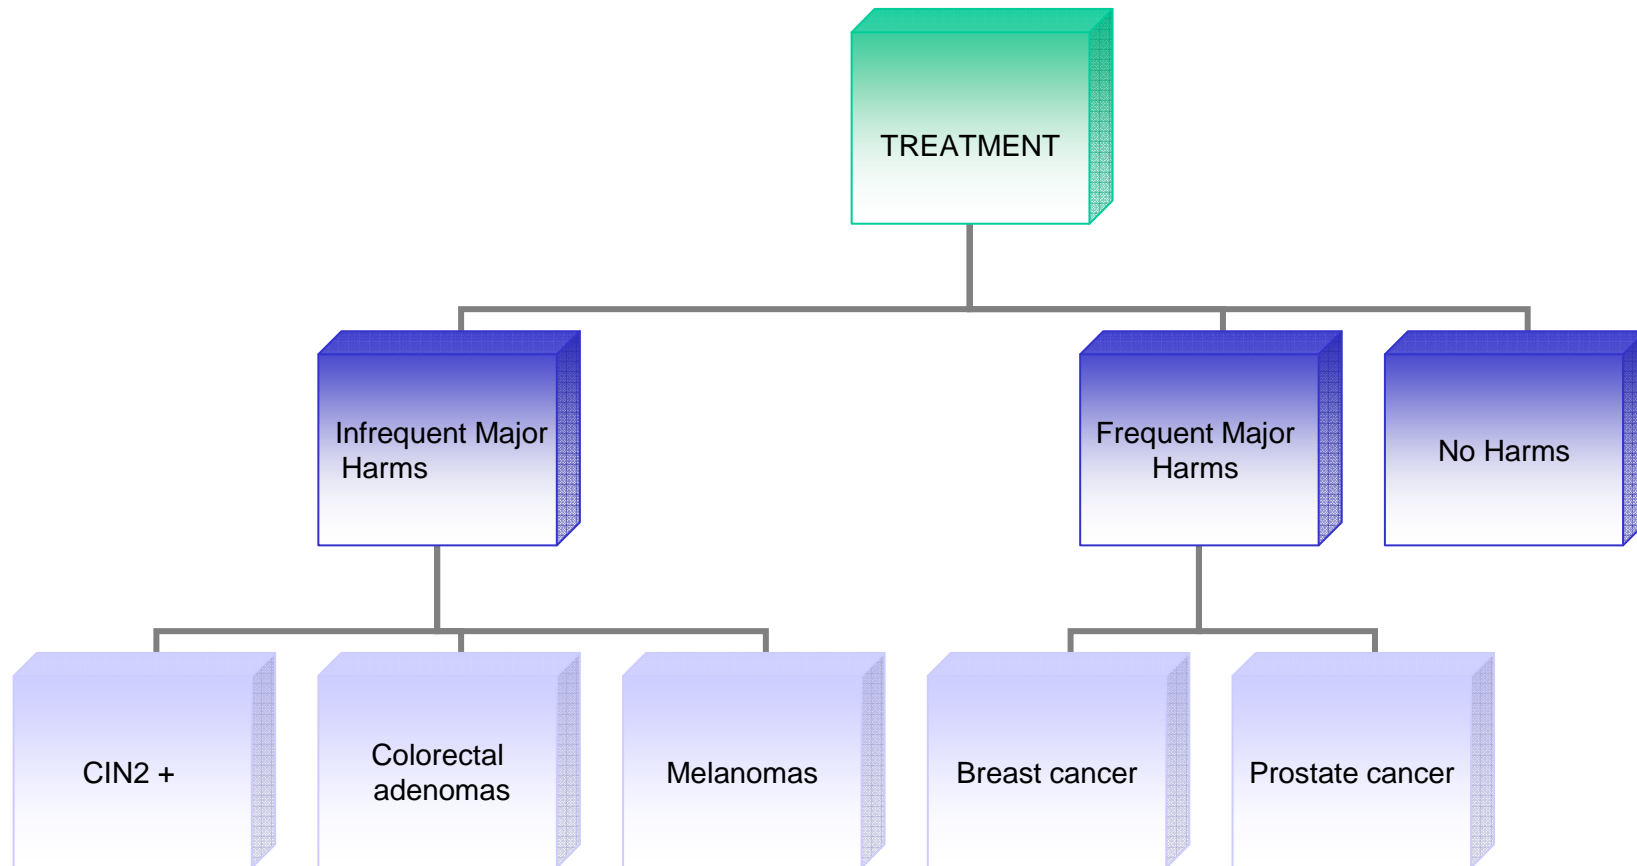 TREATMENT
Infrequent Major
Harms
Frequent Major
Harms
No Harms
CIN2 +
Colorectal
adenomas
Melanomas
Breast cancer
Prostate cancer